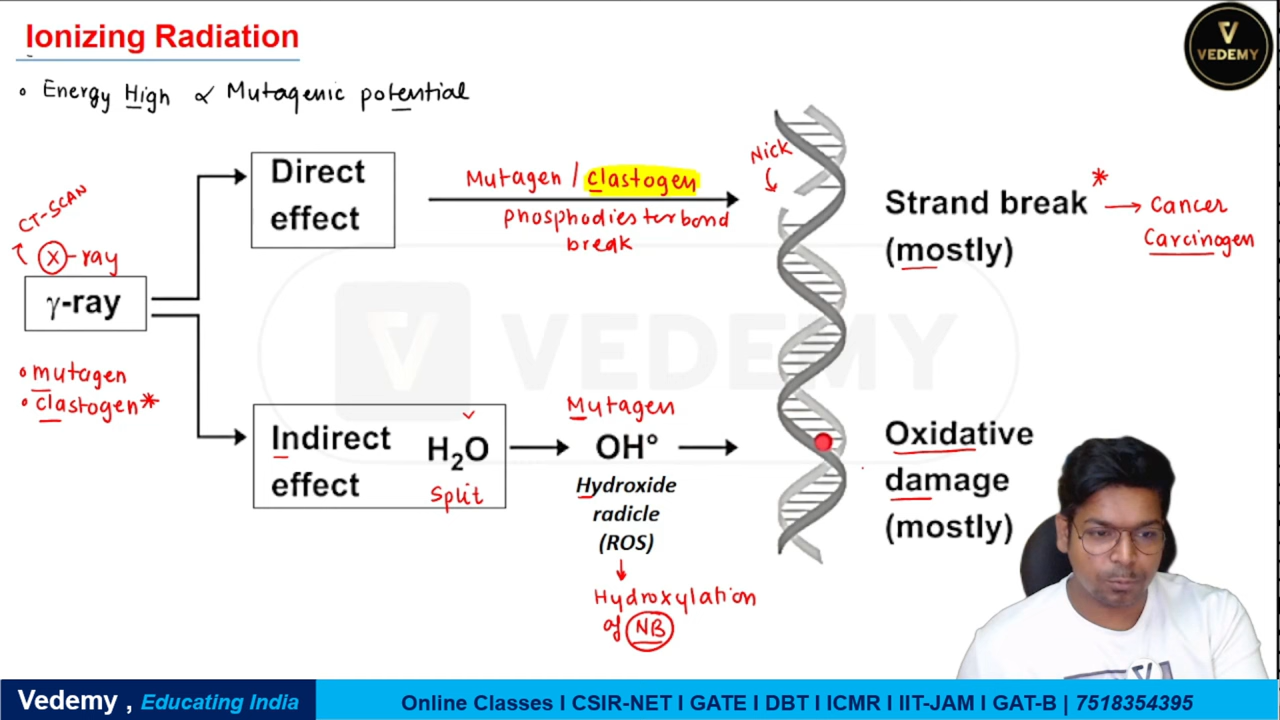 Ionizing Radiation
VEDEMY
• Energy High ∝ Mutagenic potential
Direct
effect
Mutagen / clastogen
phosphodiester bond
break
Nick
Strand break *
(mostly)
→ Cancer
Carcinogen
CT-SCAN
X-ray
γ-ray
• mutagen
• clastogen*
VEDEMY
Indirect
effect
H₂O
Split
Mutagen
OH°
Hydroxide
radicle
(ROS)
Hydroxylation
of NB
Oxidative
damage
(mostly)
Vedemy , Educating India
Online Classes I CSIR-NET I GATE I DBT I ICMR I IIT-JAM I GAT-B | 7518354395